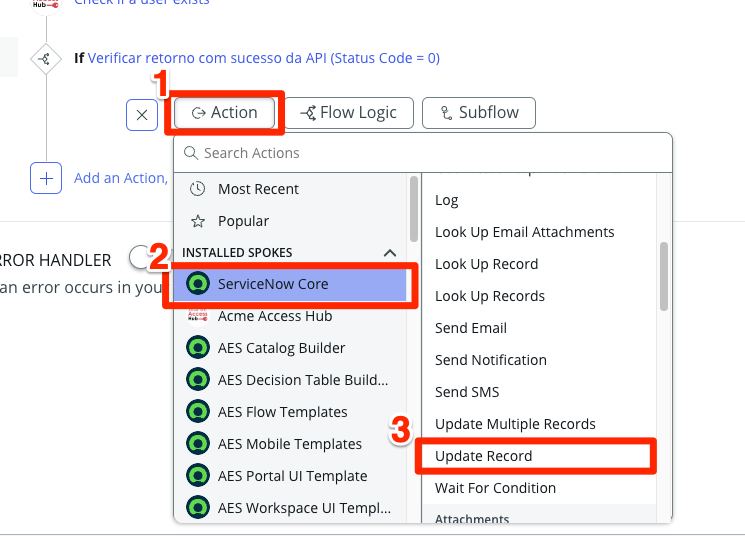 Check if a user exists
If Verificar retorno com sucesso da API (Status Code = 0)
1
Action
Flow Logic
Subflow
Search Actions
Add an Action,
RROR HANDLER
an error occurs in you
2
Most Recent
Popular
INSTALLED SPOKES
ServiceNow Core
Access Hub
Acme Access Hub
AES Catalog Builder
AES Decision Table Build...
AES Flow Templates
AES Mobile Templates
AES Portal UI Template
AES Workspace UI Templ...
Log
Look Up Email Attachments
Look Up Record
Look Up Records
Send Email
Send Notification
Send SMS
Update Multiple Records
3
Update Record
Wait For Condition
Attachments